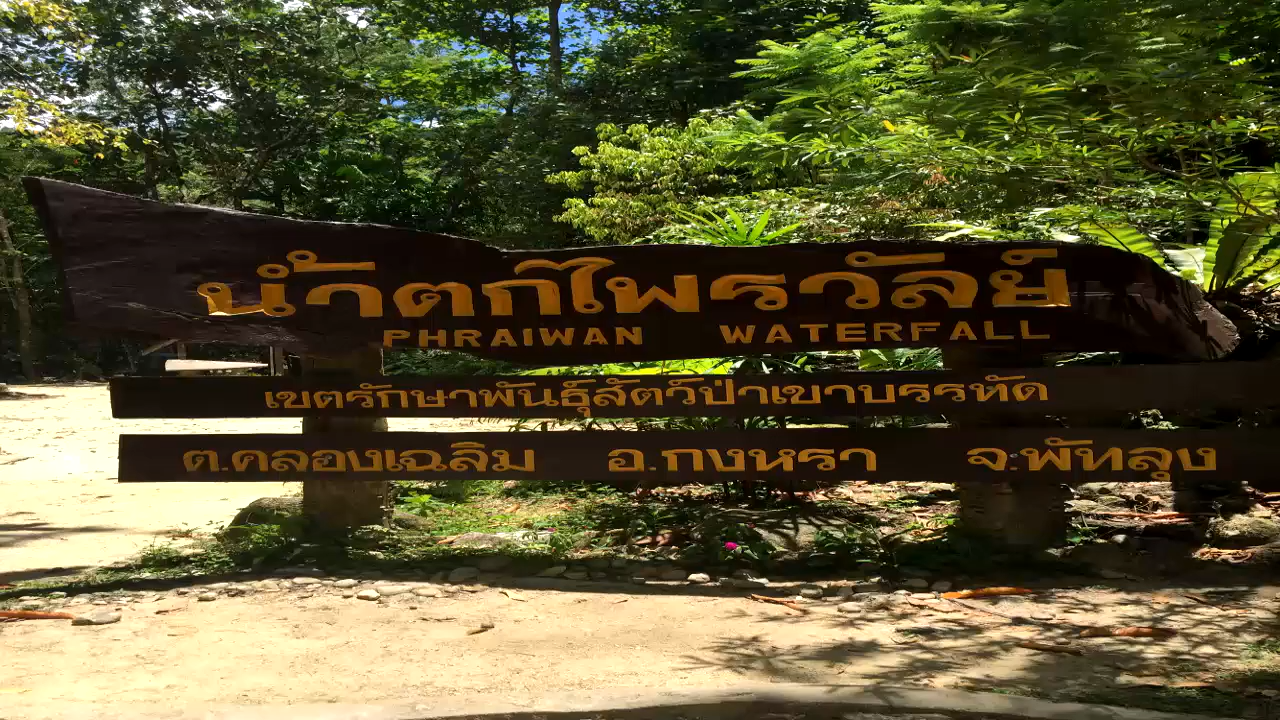 น้ำตกไพรวัลย์
PHRAIWAN WATERFALL
เขตรักษาพันธุ์สัตว์ป่าเขาบรรทัด
ต.คลองเฉลิม อ.กงหรา จ.พัทลุง